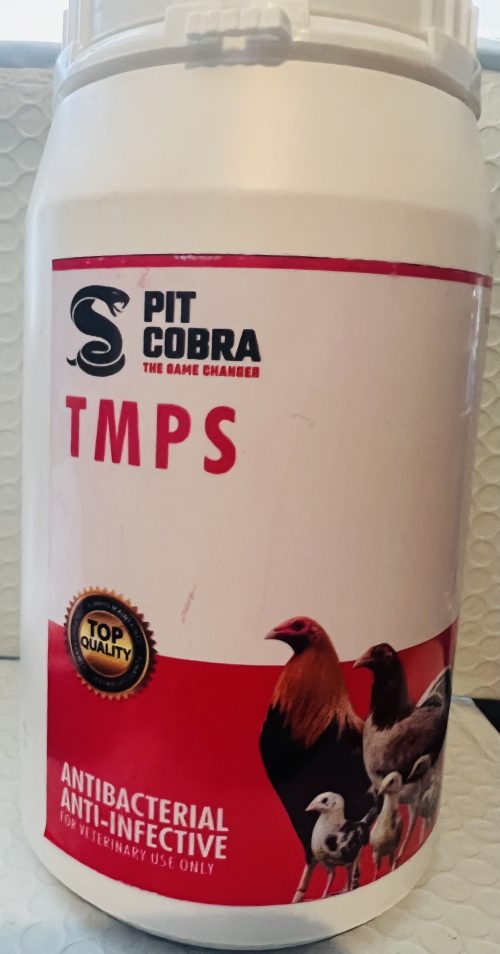 PIT
COBRA
THE GAME CHANGER
TMPS
TOP
QUALITY
ANTIBACTERIAL
ANTI-INFECTIVE
FOR VETERINARY USE ONLY